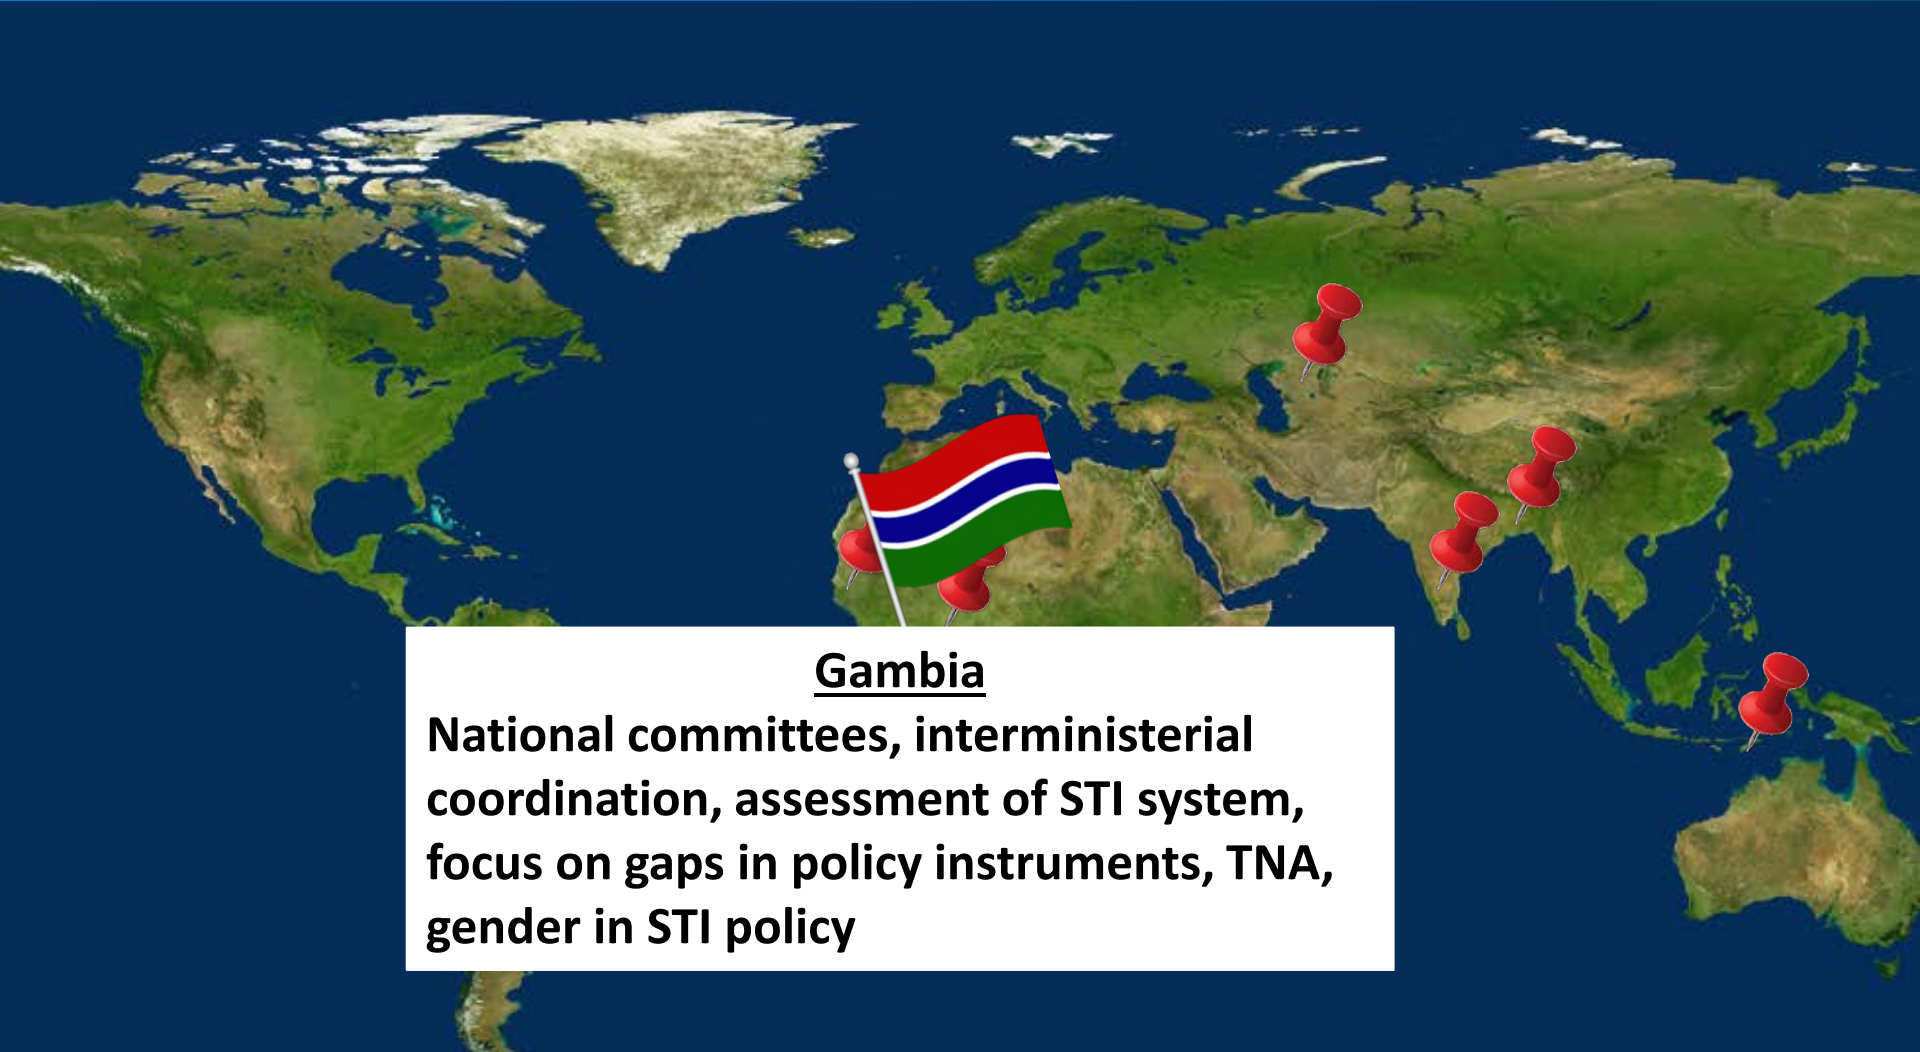 Gambia
National committees, interministerial
coordination, assessment of STI system,
focus on gaps in policy instruments, TNA,
gender in STI policy